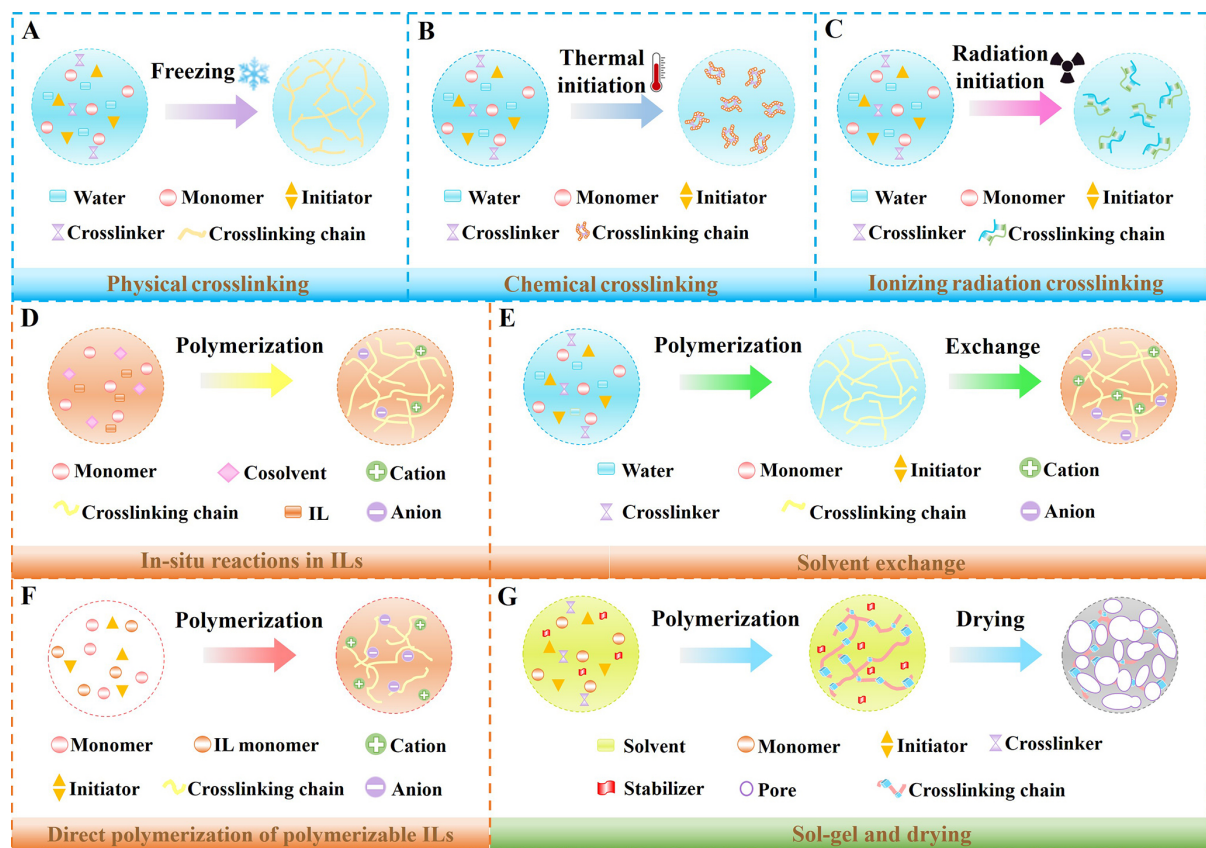 A
Freezing
Water
Monomer
Initiator
Crosslinker
Crosslinking chain
Physical crosslinking
B
Thermal
initiation
Water
Monomer
Initiator
Crosslinker
Crosslinking chain
Chemical crosslinking
C
Radiation
initiation
Water
Monomer
Initiator
Crosslinker
Crosslinking chain
Ionizing radiation crosslinking
D
Polymerization
Monomer
Cosolvent
Cation
Crosslinking chain
IL
Anion
In-situ reactions in ILs
E
Polymerization
Exchange
Water
Monomer
Initiator
Cation
Crosslinker
Crosslinking chain
Anion
Solvent exchange
F
Polymerization
Monomer
IL monomer
Cation
Initiator
Crosslinking chain
Anion
Direct polymerization of polymerizable ILs
G
Polymerization
Drying
Solvent
Monomer
Initiator
Crosslinker
Stabilizer
Pore
Crosslinking chain
Sol-gel and drying